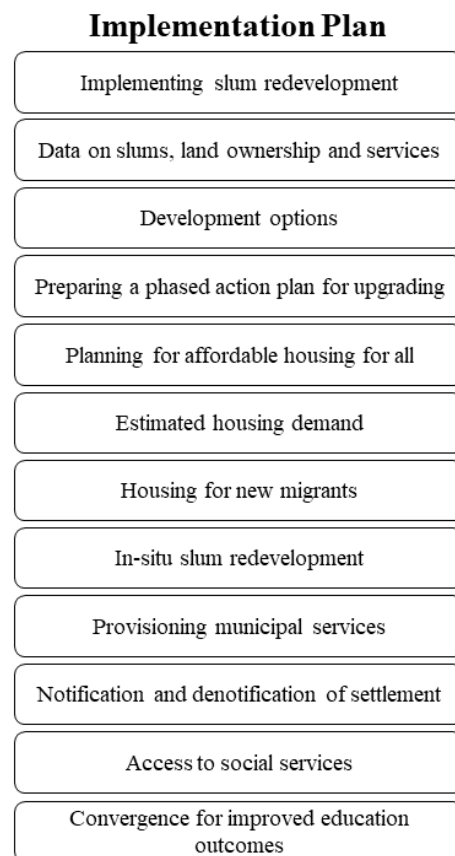 Implementation Plan
Implementing slum redevelopment
Data on slums, land ownership and services
Development options
Preparing a phased action plan for upgrading
Planning for affordable housing for all
Estimated housing demand
Housing for new migrants
In-situ slum redevelopment
Provisioning municipal services
Notification and denotification of settlement
Access to social services
Convergence for improved education
outcomes